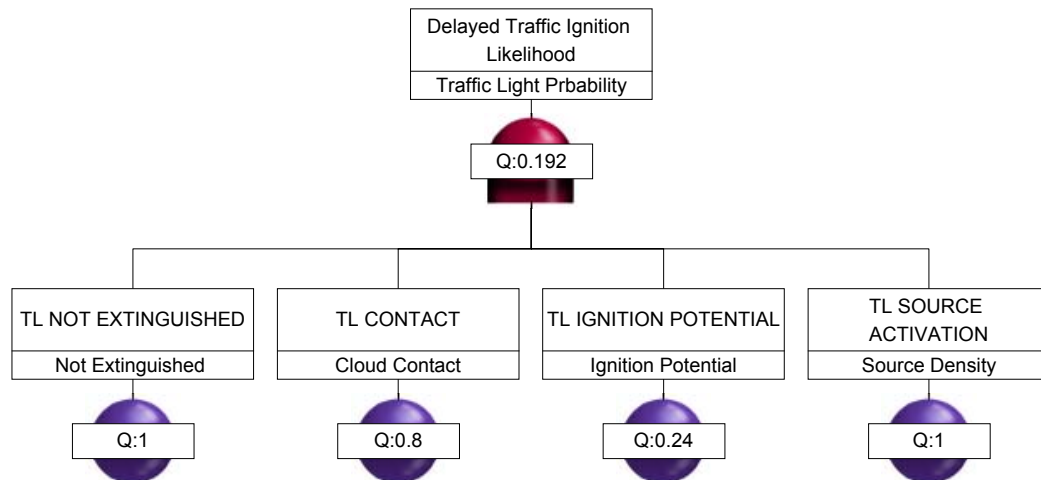 Delayed Traffic Ignition
Likelihood
Traffic Light Prbability
Q:0.192
TL NOT EXTINGUISHED
Not Extinguished
TL CONTACT
Cloud Contact
TL IGNITION POTENTIAL
Ignition Potential
TL SOURCE
ACTIVATION
Source Density
Q:1
Q:0.8
Q:0.24
Q:1